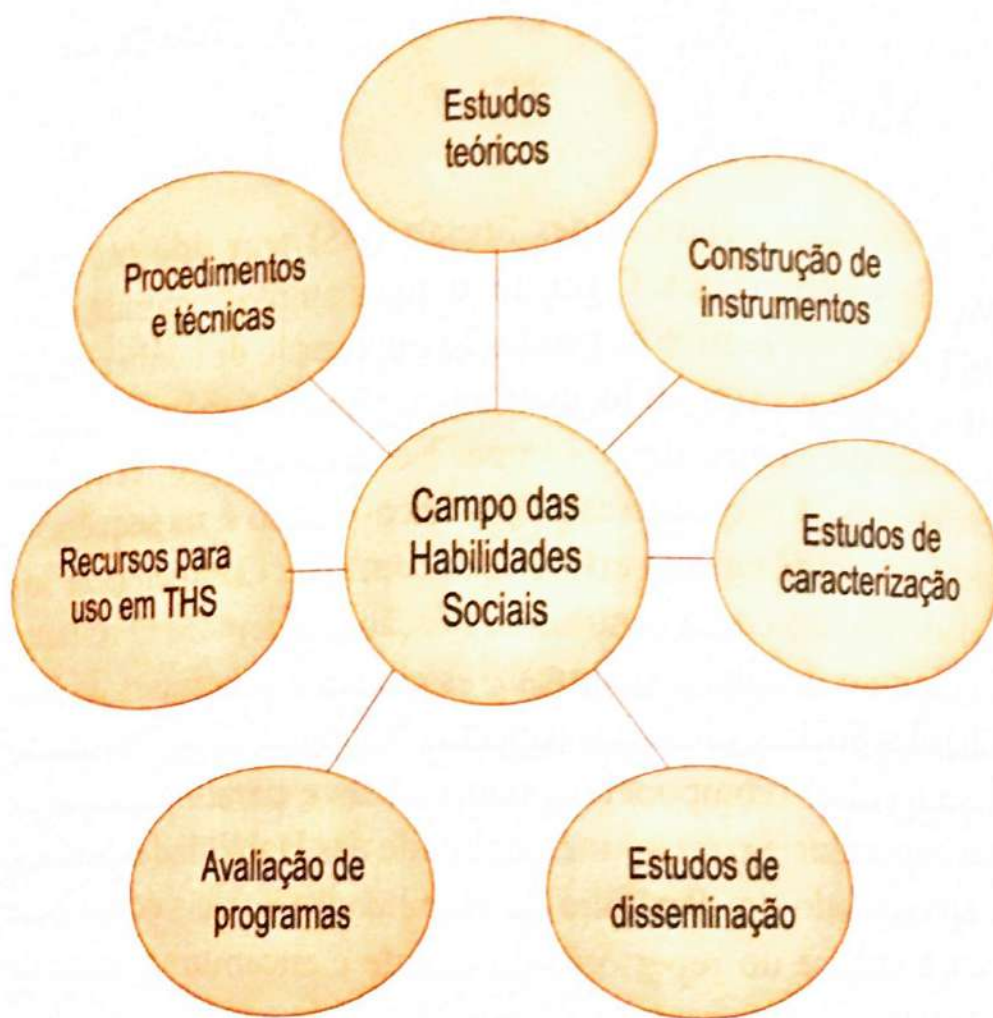 Estudos
teóricos
Construção de
instrumentos
Estudos de
caracterização
Estudos de
disseminação
Avaliação de
programas
Recursos para
uso em THS
Procedimentos
e técnicas
Campo das
Habilidades
Sociais